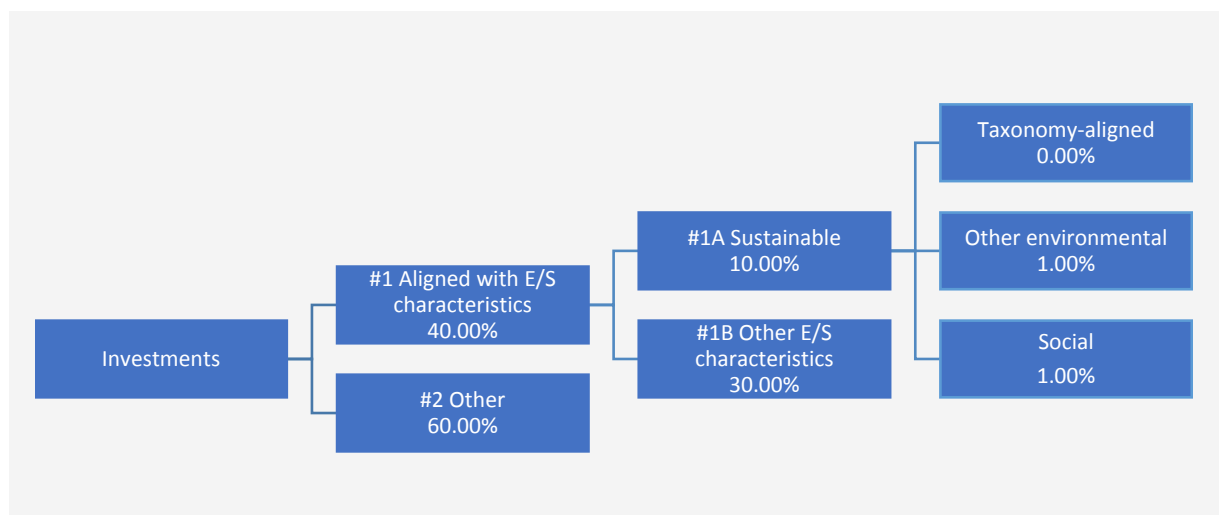 Investments
#1 Aligned with E/S
characteristics
40.00%
#2 Other
60.00%
#1A Sustainable
10.00%
#1B Other E/S
characteristics
30.00%
Taxonomy-aligned
0.00%
Other environmental
1.00%
Social
1.00%